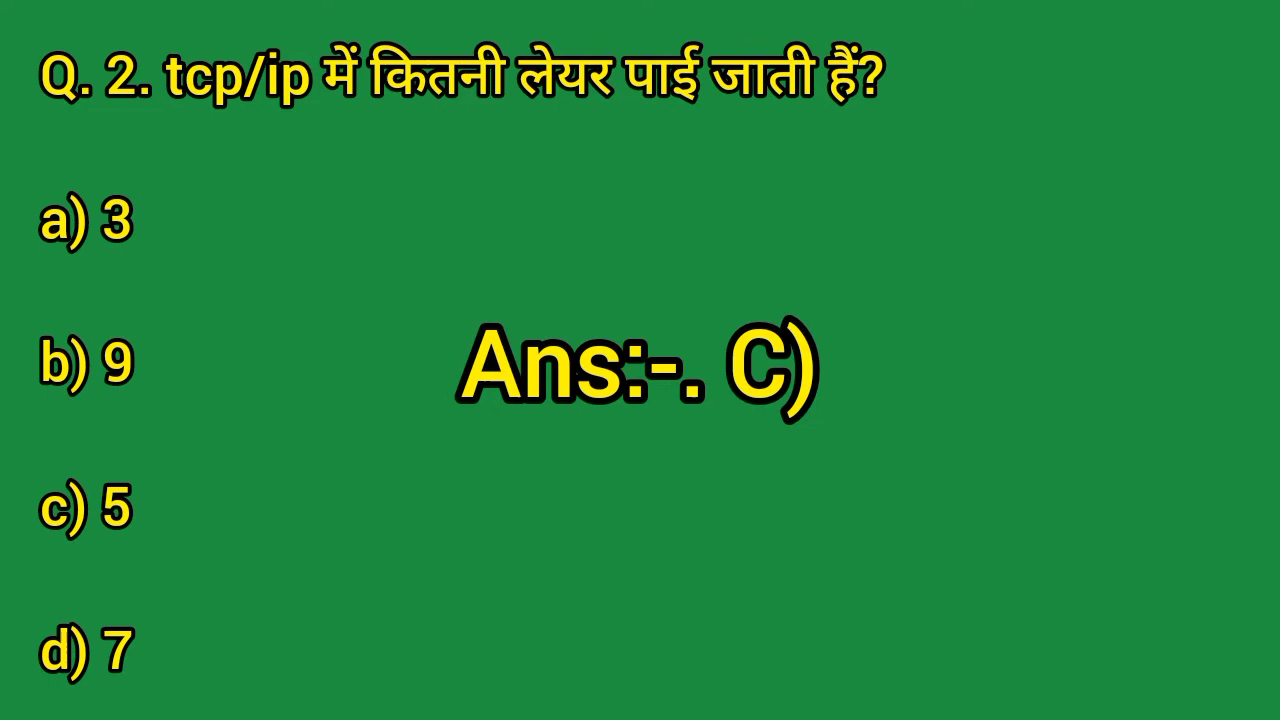 Q. 2. tcp/ip में कितनी लेयर पाई जाती हैं?
a) 3
b) 9
Ans:-. C)
c) 5
d) 7